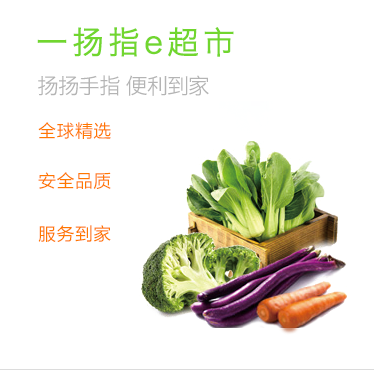 一扬指e超市
扬扬手指 便利到家
全球精选
安全品质
服务到家